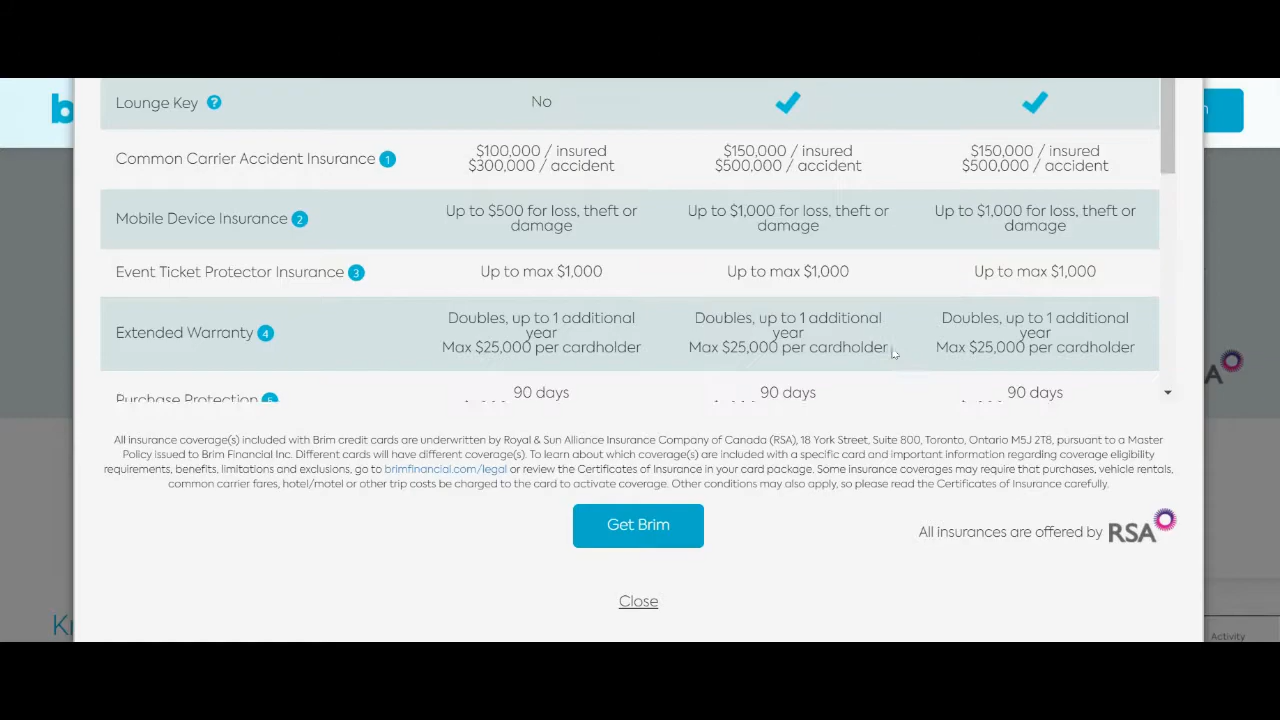 b
Lounge Key ?
No
Common Carrier Accident Insurance 1
$100,000 / insured
$300,000 / accident
$150,000 / insured
$500,000 / accident
$150,000 / insured
$500,000 / accident
Mobile Device Insurance 2
Up to $500 for loss, theft or
damage
Up to $1,000 for loss, theft or
damage
Up to $1,000 for loss, theft or
damage
Event Ticket Protector Insurance 3
Up to max $1,000
Up to max $1,000
Up to max $1,000
Extended Warranty 4
Doubles, up to 1 additional
year
Max $25,000 per cardholder
Doubles, up to 1 additional
year
Max $25,000 per cardholder
Doubles, up to 1 additional
year
Max $25,000 per cardholder
Purchase Protection 5
90 days
90 days
90 days
All insurance coverage(s) included with Brim credit cards are underwritten by Royal & Sun Alliance Insurance Company of Canada (RSA), 18 York Street, Suite 800, Toronto, Ontario M5J 2T8, pursuant to a Master
Policy issued to Brim Financial Inc. Different cards will have different coverage(s). To learn about which coverage(s) are included with a specific card and important information regarding coverage eligibility
requirements, benefits, limitations and exclusions, go to brimfinancial.com/legal or review the Certificates of Insurance in your card package. Some insurance coverages may require that purchases, vehicle rentals,
common carrier fares, hotel/motel or other trip costs be charged to the card to activate coverage. Other conditions may also apply, so please read the Certificates of Insurance carefully.
Get Brim
All insurances are offered by RSA
Close
Activity